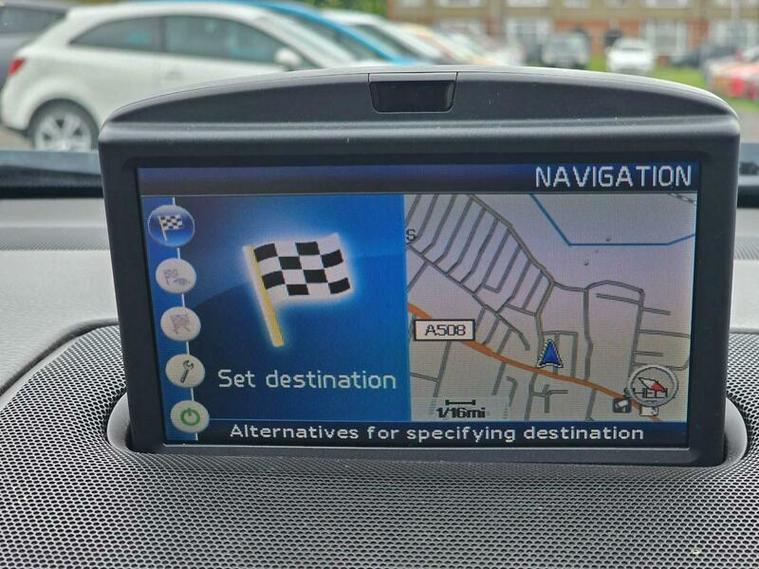 NAVIGATION
S
A508
Set destination
1/16mi
Alternatives for specifying destination